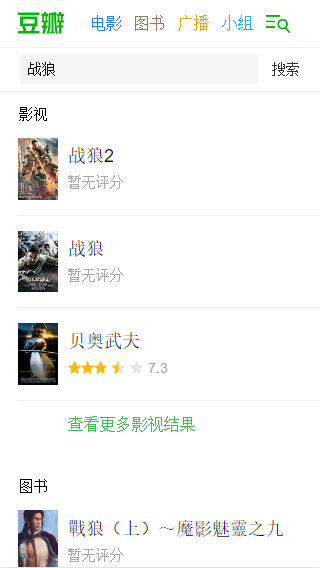 豆瓣 电影 图书 广播 小组
战狼 搜索
影视
战狼2
暂无评分
战狼
暂无评分
贝奥武夫
7.3
查看更多影视结果
图书
戰狼（上）～魔影魅靈之九
暂无评分